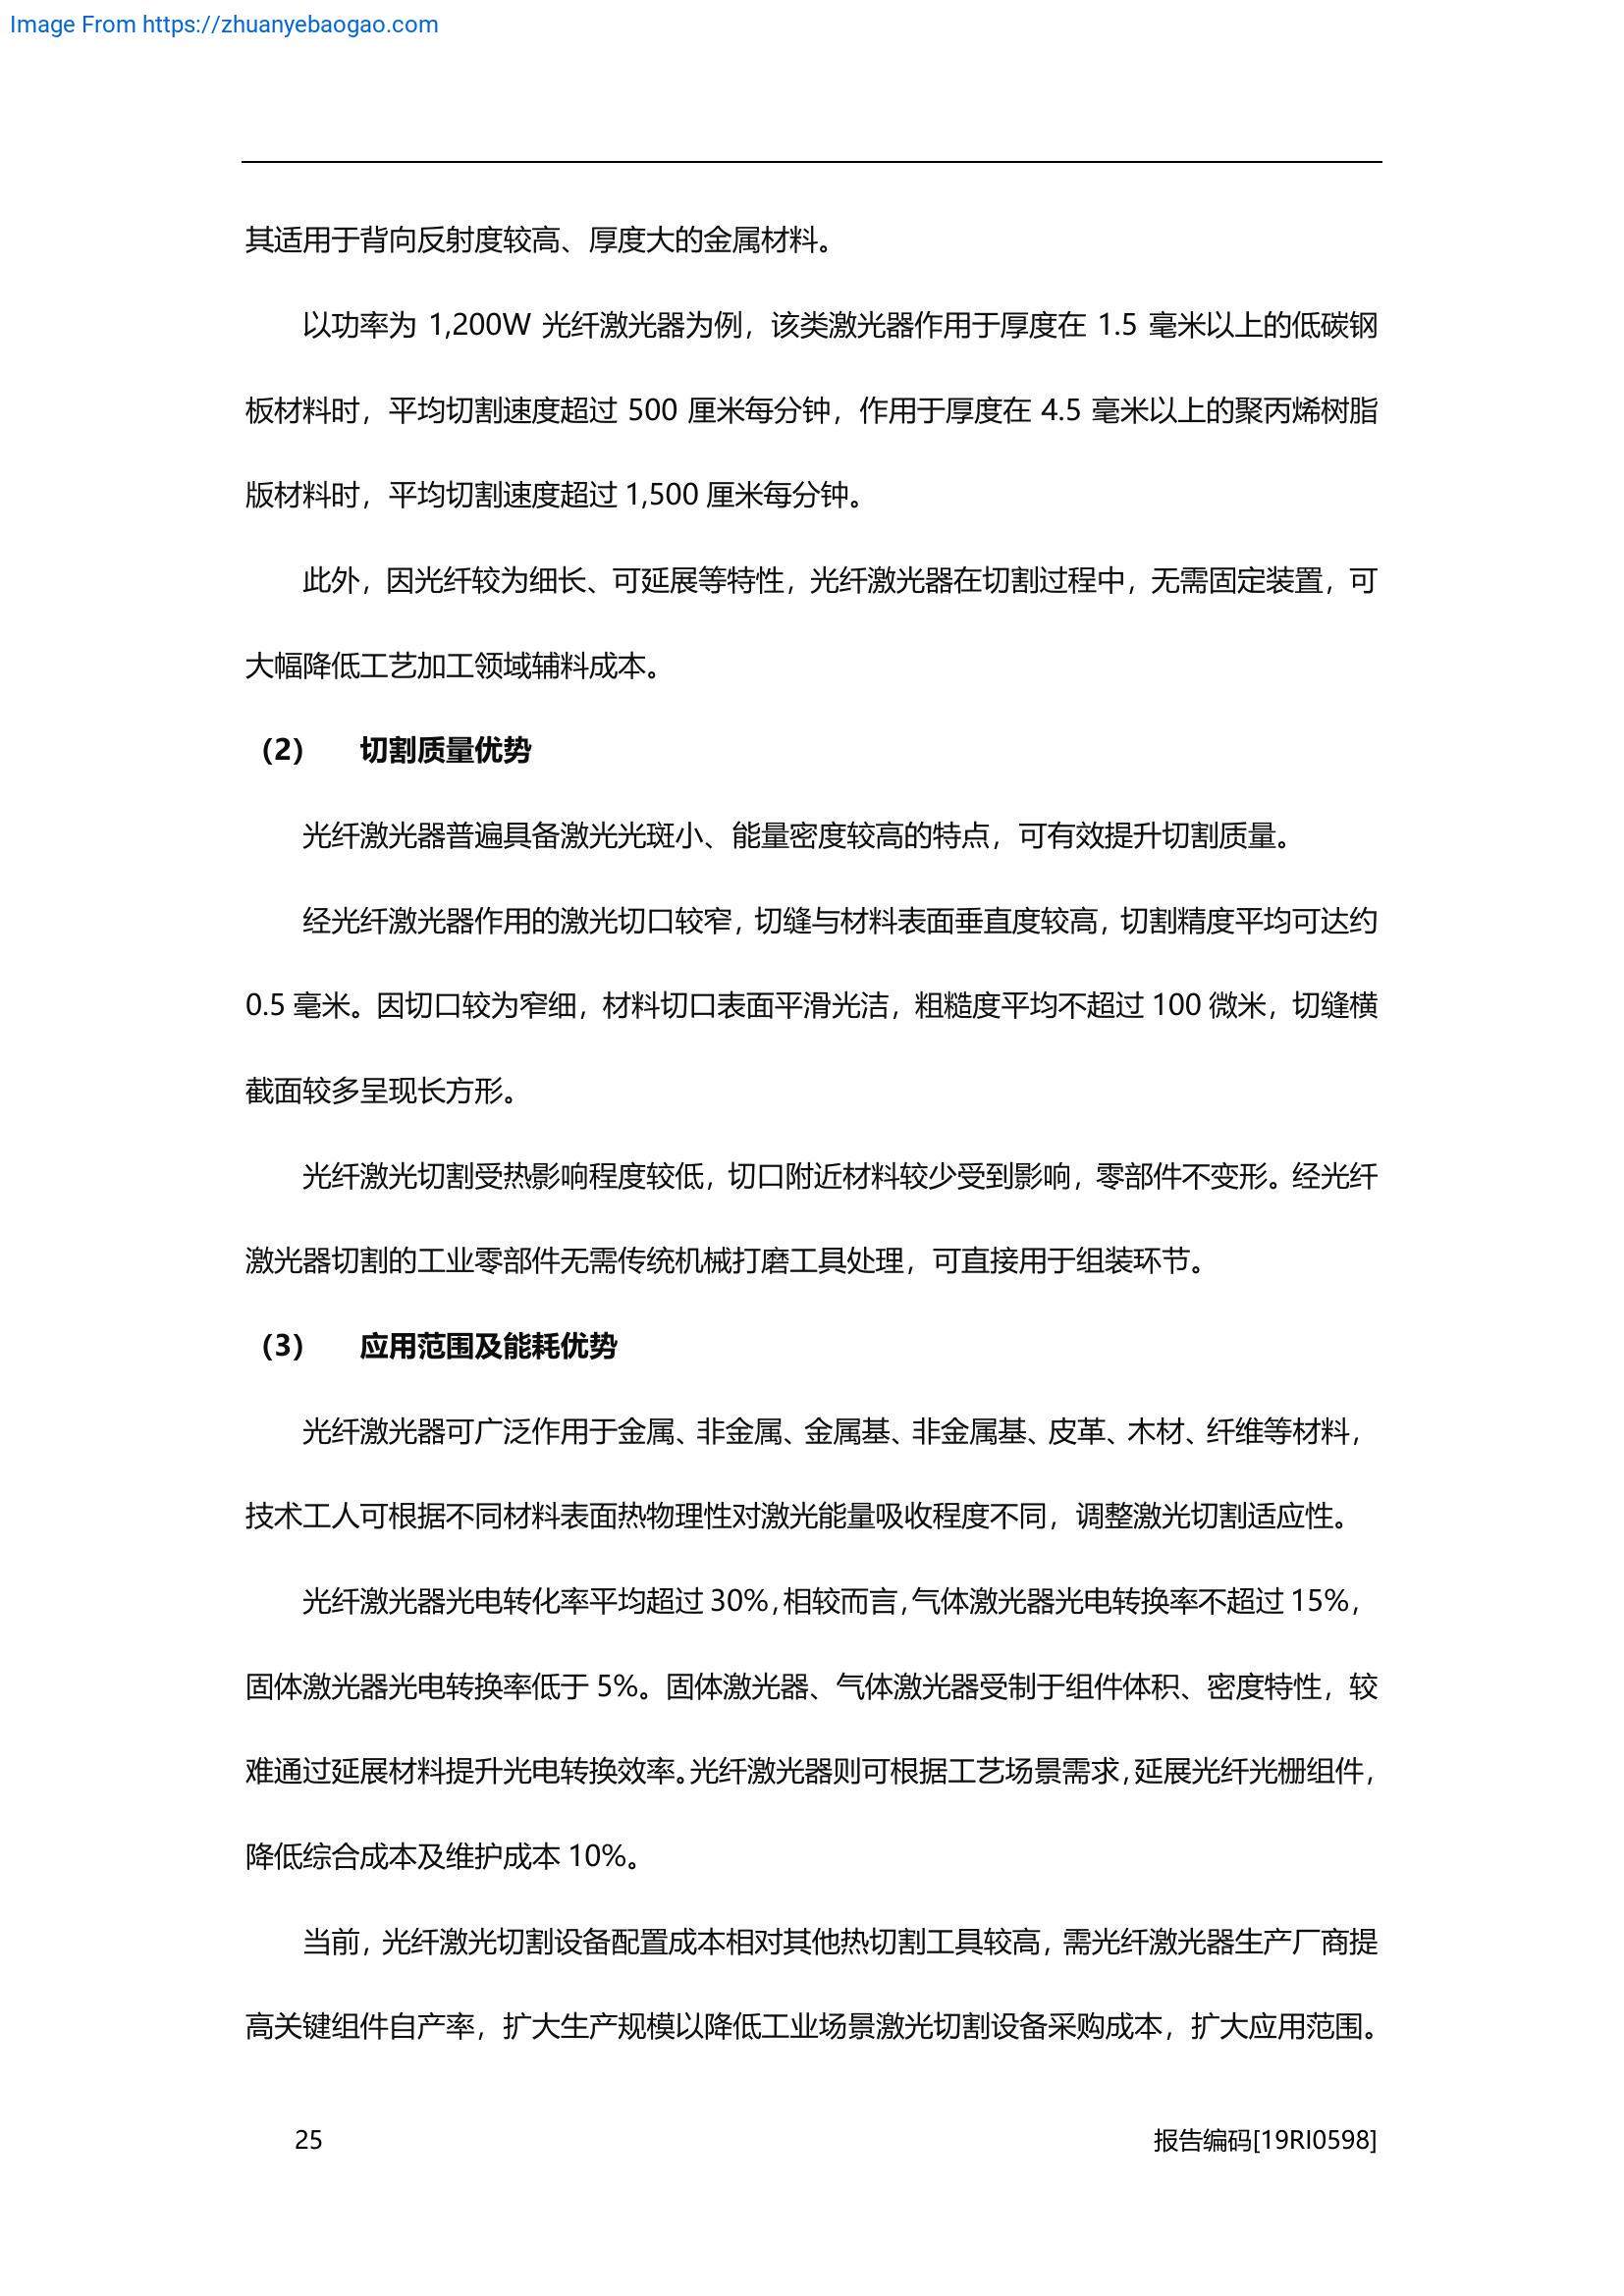 Image From https://zhuanyebaogao.com
其适用于背向反射度较高、厚度大的金属材料。
以功率为 1,200W 光纤激光器为例，该类激光器作用于厚度在 1.5 毫米以上的低碳钢
板材料时，平均切割速度超过 500 厘米每分钟，作用于厚度在 4.5 毫米以上的聚丙烯树脂
版材料时，平均切割速度超过 1,500 厘米每分钟。
此外，因光纤较为细长、可延展等特性，光纤激光器在切割过程中，无需固定装置，可
大幅降低工艺加工领域辅料成本。
（2） 切割质量优势
光纤激光器普遍具备激光光斑小、能量密度较高的特点，可有效提升切割质量。
经光纤激光器作用的激光切口较窄，切缝与材料表面垂直度较高，切割精度平均可达约
0.5 毫米。因切口较为窄细，材料切口表面平滑光洁，粗糙度平均不超过 100 微米，切缝横
截面较多呈现长方形。
光纤激光切割受热影响程度较低，切口附近材料较少受到影响，零部件不变形。经光纤
激光器切割的工业零部件无需传统机械打磨工具处理，可直接用于组装环节。
（3） 应用范围及能耗优势
光纤激光器可广泛作用于金属、非金属、金属基、非金属基、皮革、木材、纤维等材料，
技术工人可根据不同材料表面热物理性对激光能量吸收程度不同，调整激光切割适应性。
光纤激光器光电转化率平均超过 30%，相较而言，气体激光器光电转换率不超过 15%，
固体激光器光电转换率低于 5%。固体激光器、气体激光器受制于组件体积、密度特性，较
难通过延展材料提升光电转换效率。光纤激光器则可根据工艺场景需求，延展光纤光栅组件，
降低综合成本及维护成本 10%。
当前，光纤激光切割设备配置成本相对其他热切割工具较高，需光纤激光器生产厂商提
高关键组件自产率，扩大生产规模以降低工业场景激光切割设备采购成本，扩大应用范围。
25 报告编码[19RI0598]